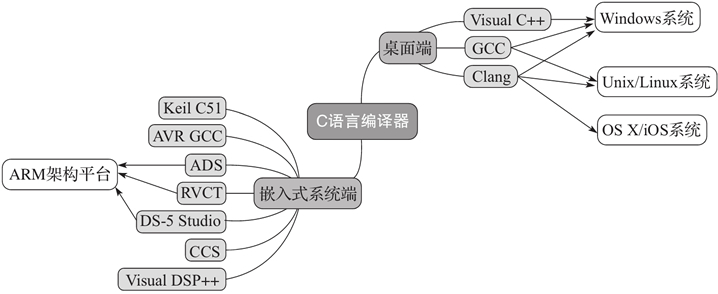 Visual C++
Windows系统
桌面端
GCC
Clang
Unix/Linux系统
OS X/iOS系统
C语言编译器
Keil C51
AVR GCC
ADS
ARM架构平台
RVCT
嵌入式系统端
DS-5 Studio
CCS
Visual DSP++